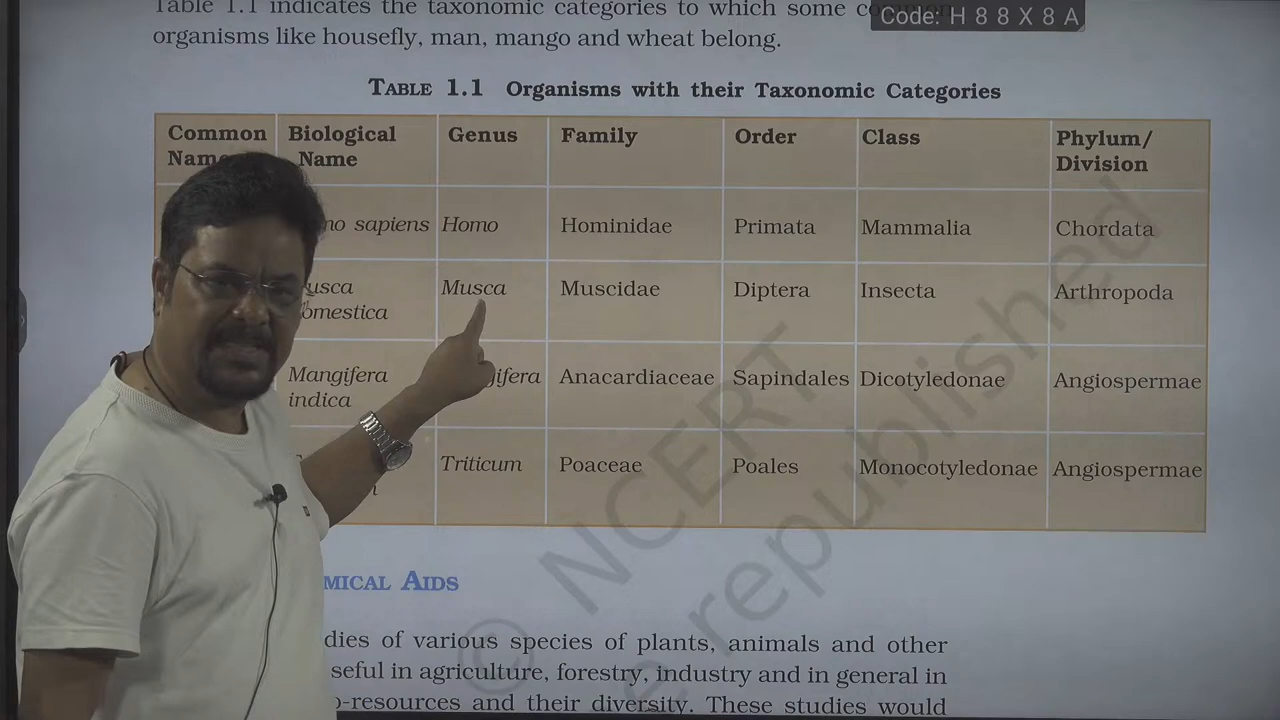 Table 1.1 indicates the taxonomic categories to which some
Code: H 8 8 X 8 A
organisms like housefly, man, mango and wheat belong.
TABLE 1.1 Organisms with their Taxonomic Categories
Common Name Biological Name Genus Family Order Class Phylum/ Division
sapiens Homo Hominidae Primata Mammalia Chordata
Musca Muscidae Diptera Insecta Arthropoda
Mangifera indica Anacardiaceae Sapindales Dicotyledonae Angiospermae
Triticum Poaceae Poales Monocotyledonae Angiospermae
© NCERT
republished
AIDS
of various species of plants, animals and other
in agriculture, forestry, industry and in general in
and their diversity. These studies would